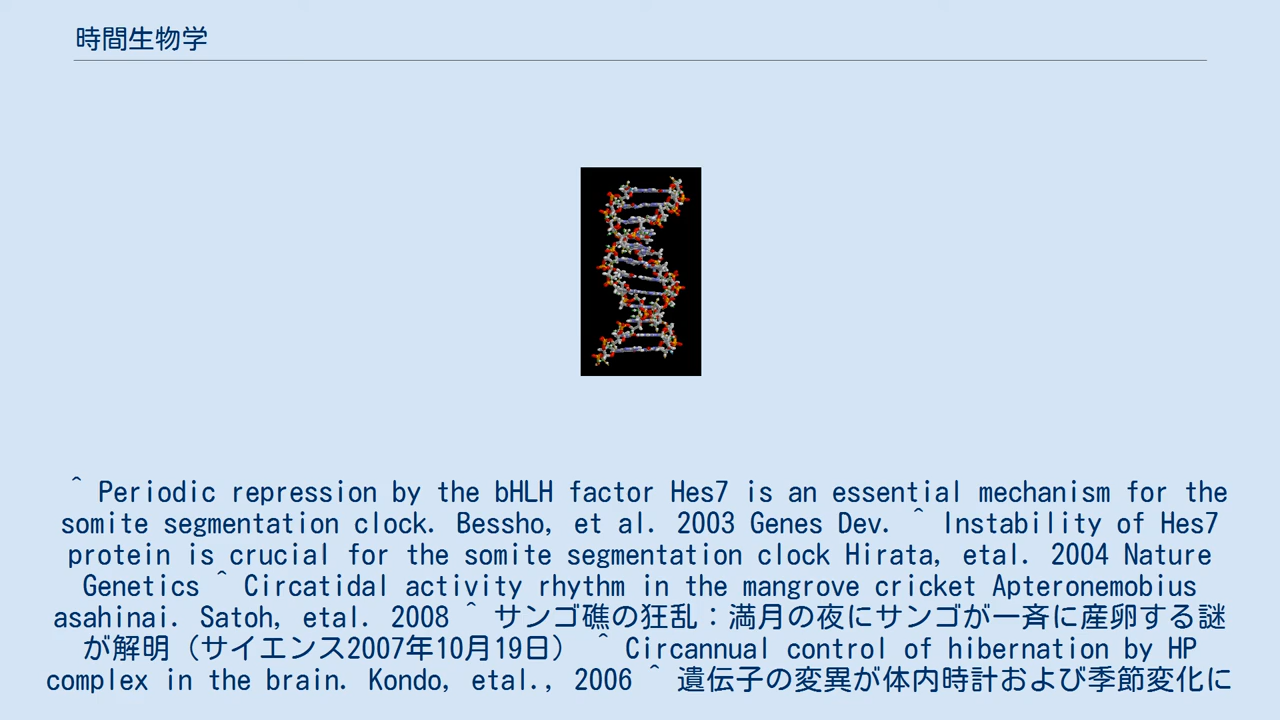 時間生物学
^ Periodic repression by the bHLH factor Hes7 is an essential mechanism for the
somite segmentation clock. Bessho, et al. 2003 Genes Dev. ^ Instability of Hes7
protein is crucial for the somite segmentation clock Hirata, etal. 2004 Nature
Genetics ^ Circatidal activity rhythm in the mangrove cricket Apteronemobius
asahinai. Satoh, etal. 2008 ^ サンゴ礁の狂乱：満月の夜にサンゴが一斉に産卵する謎
が解明（サイエンス2007年10月19日） ^ Circannual control of hibernation by HP
complex in the brain. Kondo, etal., 2006 ^ 遺伝子の変異が体内時計および季節変化に